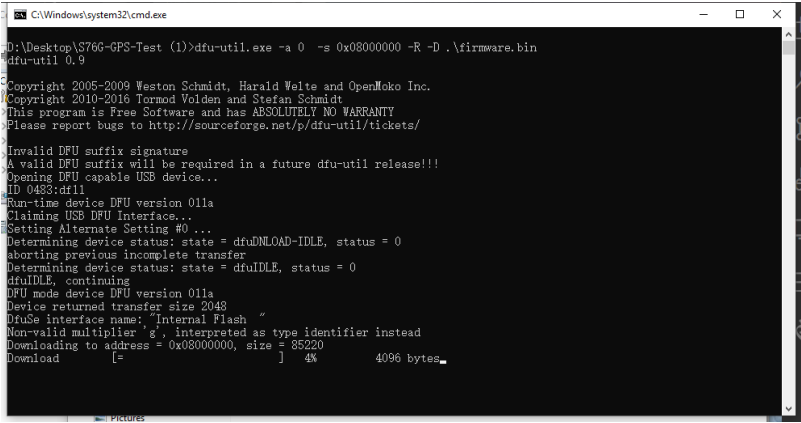 C:\Windows\system32\cmd.exe
D:\Desktop\S76G-GPS-Test (1)>dfu-util.exe -a 0  -s 0x08000000 -R -D .\firmware.bin
dfu-util 0.9
Copyright 2005-2009 Weston Schmidt, Harald Welte and OpenMoko Inc.
Copyright 2010-2016 Tormod Volden and Stefan Schmidt
This program is Free Software and has ABSOLUTELY NO WARRANTY
Please report bugs to http://sourceforge.net/p/dfu-util/tickets/
Invalid DFU suffix signature
A valid DFU suffix will be required in a future dfu-util release!!!
Opening DFU capable USB device...
ID 0483:df11
Run-time device DFU version 011a
Claiming USB DFU Interface...
Setting Alternate Setting #0 ...
Determining device status: state = dfuDNLOAD-IDLE, status = 0
aborting previous incomplete transfer
Determining device status: state = dfuIDLE, status = 0
dfuIDLE, continuing
DFU mode device DFU version 011a
Device returned transfer size 2048
DfuSe interface name: "Internal Flash  "
Non-valid multiplier 'g', interpreted as type identifier instead
Downloading to address = 0x08000000, size = 85220
Download	[=                        ]   4%         4096 bytes
Pictures